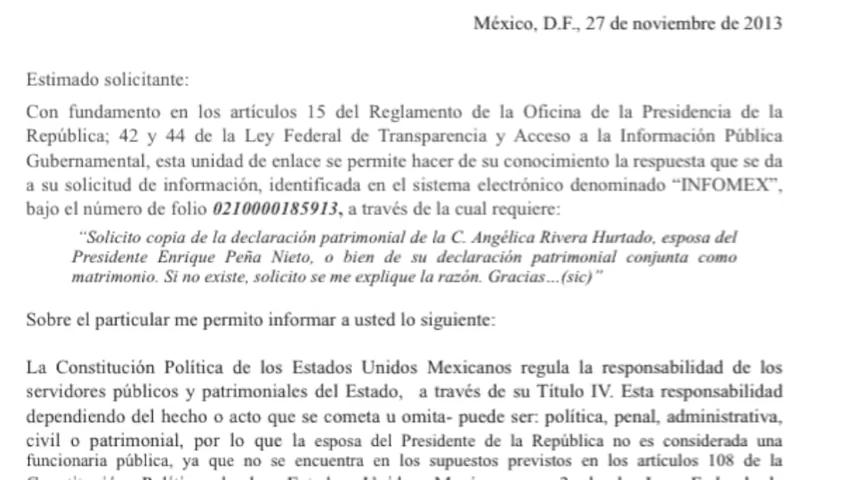 México, D.F., 27 de noviembre de 2013
Estimado solicitante:
Con fundamento en los artículos 15 del Reglamento de la Oficina de la Presidencia de la
República; 42 y 44 de la Ley Federal de Transparencia y Acceso a la Información Pública
Gubernamental, esta unidad de enlace se permite hacer de su conocimiento la respuesta que se da
a su solicitud de información, identificada en el sistema electrónico denominado “INFOMEX”,
bajo el número de folio 0210000185913, a través de la cual requiere:
“Solicito copia de la declaración patrimonial de la C. Angélica Rivera Hurtado, esposa del
Presidente Enrique Peña Nieto, o bien de su declaración patrimonial conjunta como
matrimonio. Si no existe, solicito se me explique la razón. Gracias...(sic)”
Sobre el particular me permito informar a usted lo siguiente:
La Constitución Política de los Estados Unidos Mexicanos regula la responsabilidad de los
servidores públicos y patrimoniales del Estado, a través de su Título IV. Esta responsabilidad
dependiendo del hecho o acto que se cometa u omita- puede ser: política, penal, administrativa,
civil o patrimonial, por lo que la esposa del Presidente de la República no es considerada una
funcionaria pública, ya que no se encuentra en los supuestos previstos en los artículos 108 de la